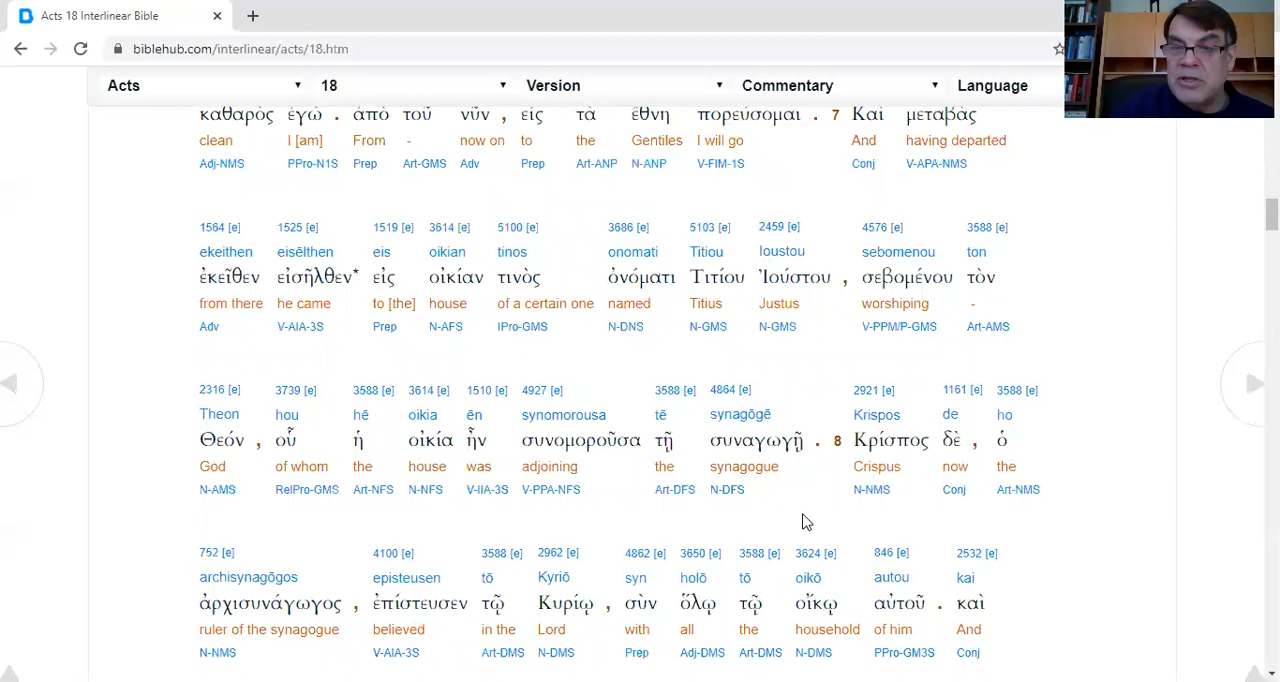 Acts 18 Interlinear Bible
biblehub.com/interlinear/acts/18.htm
Acts 18 Version Commentary Language
καθαρὸς ἐγώ . ἀπὸ τοῦ νῦν , εἰς τὰ ἔθνη πορεύσομαι . 7 Καὶ μεταβὰς
clean I [am] From - now on to the Gentiles I will go And having departed
Adj-NMS PPro-N1S Prep Art-GMS Adv Prep Art-ANP N-ANP V-FIM-1S Conj V-APA-NMS
1564 [e] 1525 [e] 1519 [e] 3614 [e] 5100 [e] 3686 [e] 5103 [e] 2459 [e] 4576 [e] 3588 [e]
ekeithen eisēlthen eis oikian tinos onomati Titiou Ioustou sebomenou ton
ἐκεῖθεν εἰσῆλθεν* εἰς οἰκίαν τινὸς ὀνόματι Τιτίου Ἰούστου , σεβομένου τὸν
from there he came to [the] house of a certain one named Titius Justus worshiping -
Adv V-AIA-3S Prep N-AFS IPro-GMS N-DNS N-GMS N-GMS V-PPM/P-GMS Art-AMS
2316 [e] 3739 [e] 3588 [e] 3614 [e] 1510 [e] 4927 [e] 3588 [e] 4864 [e] 2921 [e] 1161 [e] 3588 [e]
Theon hou hē oikia ēn synomorousa tē synagōgē Krispos de ho
Θεόν , οὗ ἡ οἰκία ἦν συνομοροῦσα τῇ συναγωγῇ . 8 Κρίσπος δὲ , ὁ
God of whom the house was adjoining the synagogue Crispus now the
N-AMS RelPro-GMS Art-NFS N-NFS V-IIA-3S V-PPA-NFS Art-DFS N-DFS N-NMS Conj Art-NMS
752 [e] 4100 [e] 3588 [e] 2962 [e] 4862 [e] 3650 [e] 3588 [e] 3624 [e] 846 [e] 2532 [e]
archisynagōgos episteusen tō Kyriō syn holō tō oikō autou kai
ἀρχισυνάγωγος , ἐπίστευσεν τῷ Κυρίῳ , σὺν ὅλῳ τῷ οἴκῳ αὐτοῦ . καὶ
ruler of the synagogue believed in the Lord with all the household of him And
N-NMS V-AIA-3S Art-DMS N-DMS Prep Adj-DMS Art-DMS N-DMS PPro-GM3S Conj